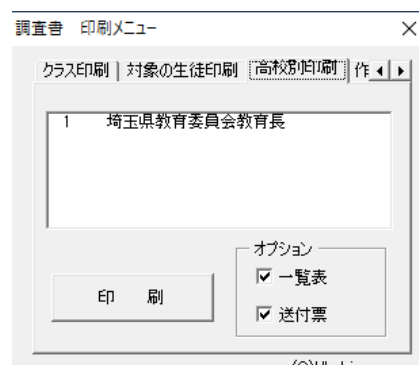 調査書 印刷メニュー
クラス印刷 対象の生徒印刷 高校別印刷
1 埼玉県教育委員会教育長
オプション
一覧表
印 刷
送付票